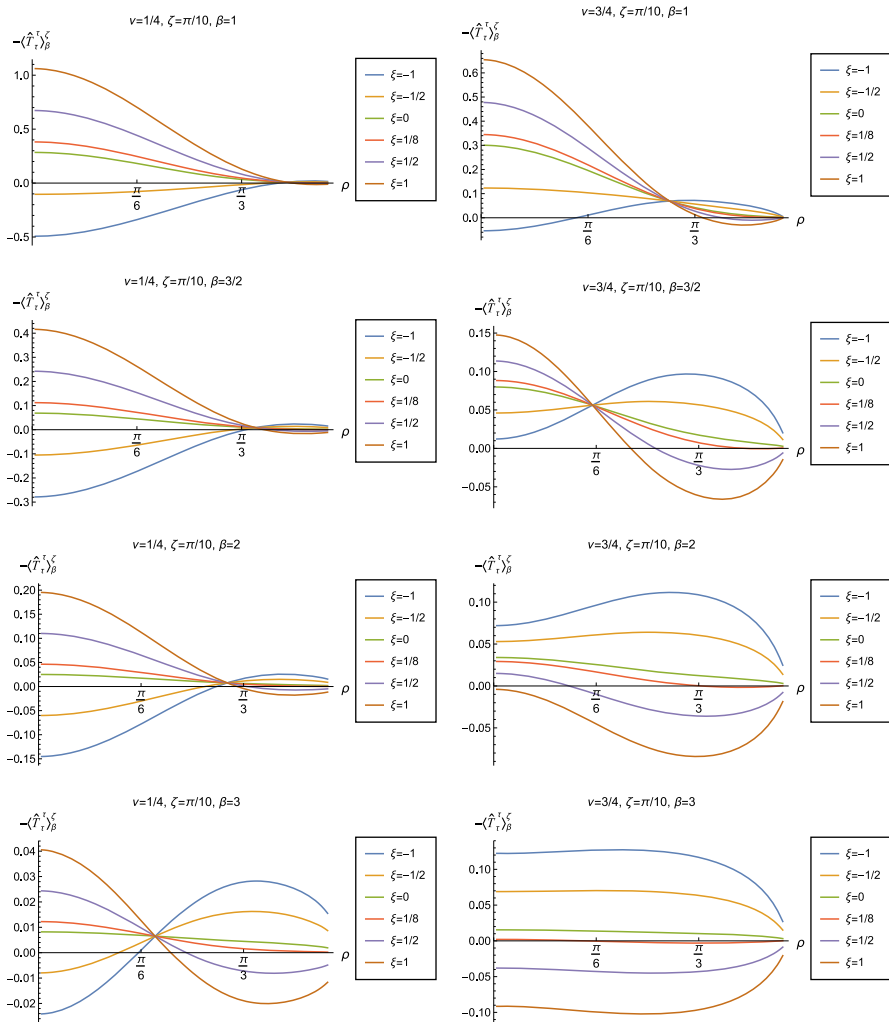 ν=1/4, ζ=π/10, β=1
−⟨T̂_τ^τ⟩_β^ζ
1.0
0.5
0.0
−0.5
π/6
π/3
ρ
ξ=−1
ξ=−1/2
ξ=0
ξ=1/8
ξ=1/2
ξ=1
ν=3/4, ζ=π/10, β=1
−⟨T̂_τ^τ⟩_β^ζ
0.6
0.5
0.4
0.3
0.2
0.1
0.0
π/6
π/3
ρ
ξ=−1
ξ=−1/2
ξ=0
ξ=1/8
ξ=1/2
ξ=1
ν=1/4, ζ=π/10, β=3/2
−⟨T̂_τ^τ⟩_β^ζ
0.4
0.3
0.2
0.1
0.0
−0.1
−0.2
−0.3
π/6
π/3
ρ
ξ=−1
ξ=−1/2
ξ=0
ξ=1/8
ξ=1/2
ξ=1
ν=3/4, ζ=π/10, β=3/2
−⟨T̂_τ^τ⟩_β^ζ
0.15
0.10
0.05
0.00
−0.05
π/6
π/3
ρ
ξ=−1
ξ=−1/2
ξ=0
ξ=1/8
ξ=1/2
ξ=1
ν=1/4, ζ=π/10, β=2
−⟨T̂_τ^τ⟩_β^ζ
0.20
0.15
0.10
0.05
0.00
−0.05
−0.10
−0.15
π/6
π/3
ρ
ξ=−1
ξ=−1/2
ξ=0
ξ=1/8
ξ=1/2
ξ=1
ν=3/4, ζ=π/10, β=2
−⟨T̂_τ^τ⟩_β^ζ
0.10
0.05
0.00
−0.05
π/6
π/3
ρ
ξ=−1
ξ=−1/2
ξ=0
ξ=1/8
ξ=1/2
ξ=1
ν=1/4, ζ=π/10, β=3
−⟨T̂_τ^τ⟩_β^ζ
0.04
0.03
0.02
0.01
0.00
−0.01
−0.02
π/6
π/3
ρ
ξ=−1
ξ=−1/2
ξ=0
ξ=1/8
ξ=1/2
ξ=1
ν=3/4, ζ=π/10, β=3
−⟨T̂_τ^τ⟩_β^ζ
0.10
0.05
0.00
−0.05
−0.10
π/6
π/3
ρ
ξ=−1
ξ=−1/2
ξ=0
ξ=1/8
ξ=1/2
ξ=1